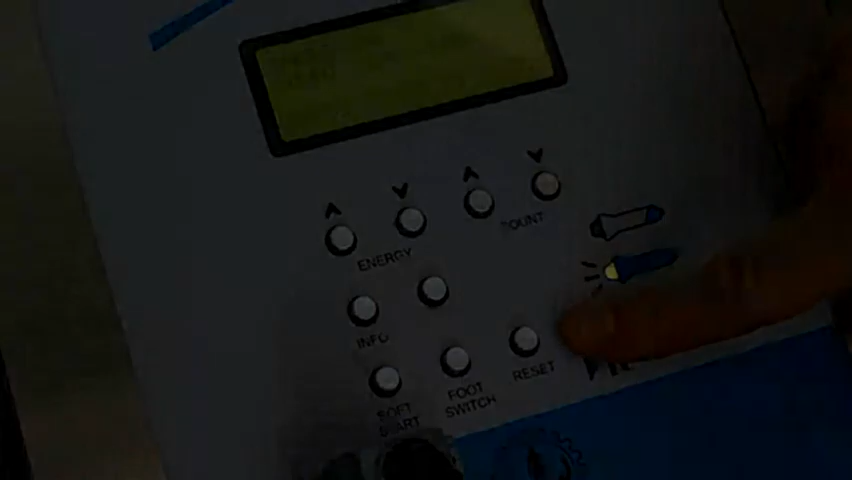 COUNT
ENERGY
INFO
RESET
FOOT
SWITCH
SOFT
START